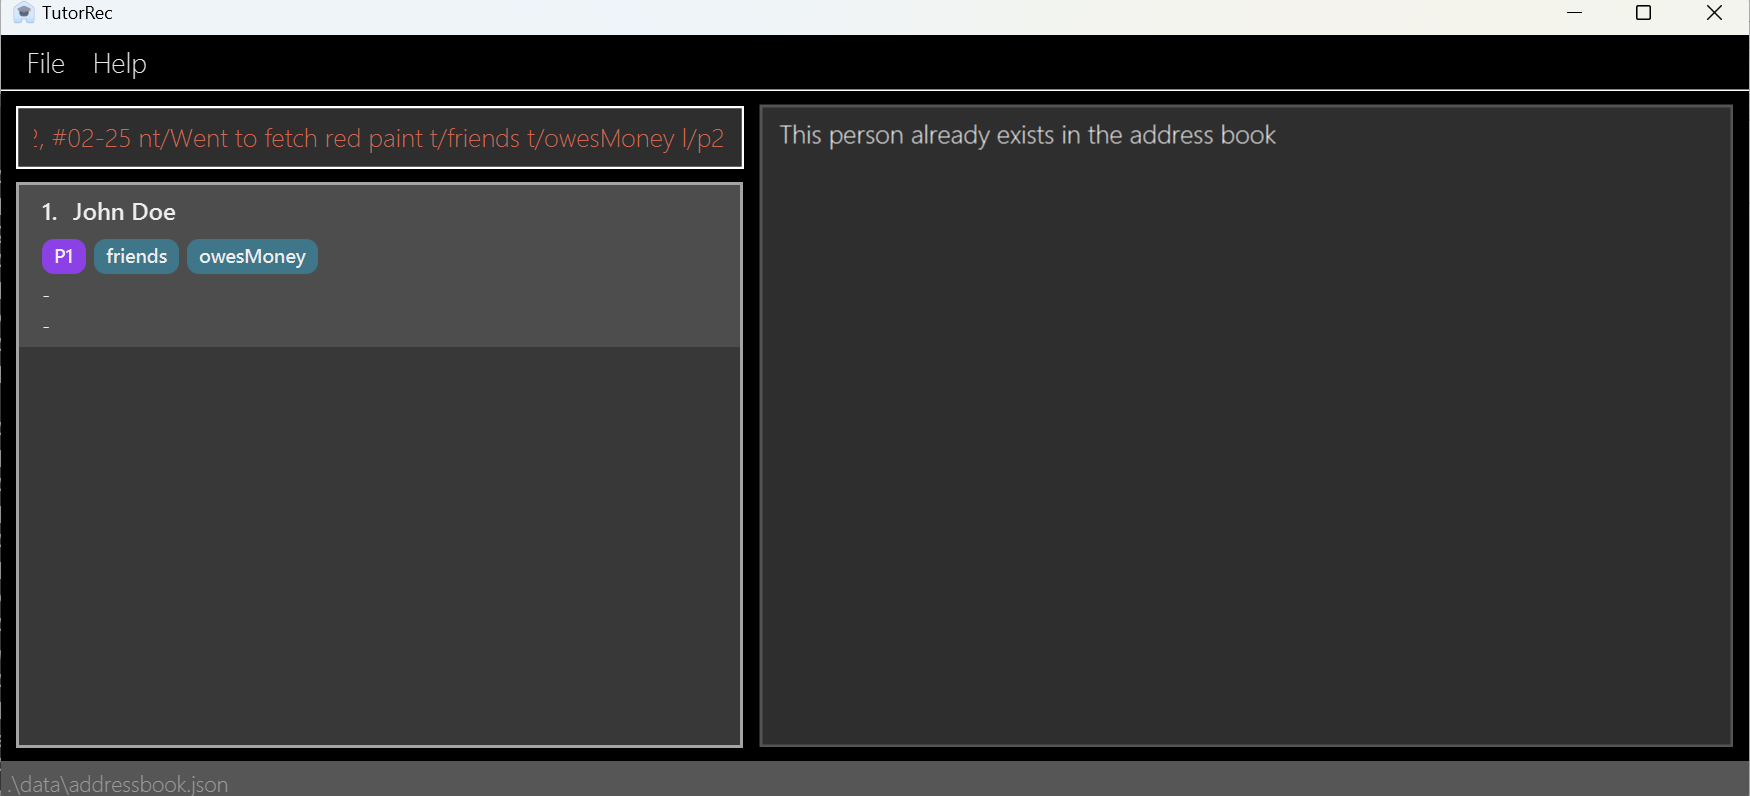 TutorRec
File Help
, #02-25 nt/Went to fetch red paint t/friends t/owesMoney l/p2
This person already exists in the address book
1. John Doe
P1 friends owesMoney
-
-
.\data\addressbook.json